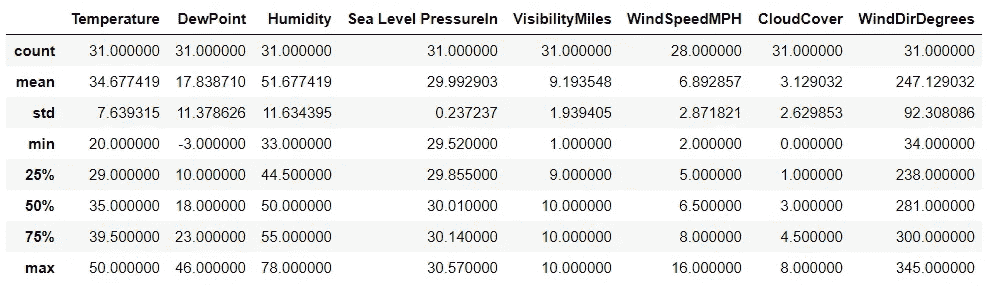 Temperature DewPoint Humidity Sea Level PressureIn VisibilityMiles WindSpeedMPH CloudCover WindDirDegrees
count 31.000000 31.000000 31.000000 31.000000 31.000000 28.000000 31.000000 31.000000
mean 34.677419 17.838710 51.677419 29.992903 9.193548 6.892857 3.129032 247.129032
std 7.639315 11.378626 11.634395 0.237237 1.939405 2.871821 2.629853 92.308086
min 20.000000 -3.000000 33.000000 29.520000 1.000000 2.000000 0.000000 34.000000
25% 29.000000 10.000000 44.500000 29.855000 9.000000 5.000000 1.000000 238.000000
50% 35.000000 18.000000 50.000000 30.010000 10.000000 6.500000 3.000000 281.000000
75% 39.500000 23.000000 55.000000 30.140000 10.000000 8.000000 4.500000 300.000000
max 50.000000 46.000000 78.000000 30.570000 10.000000 16.000000 8.000000 345.000000